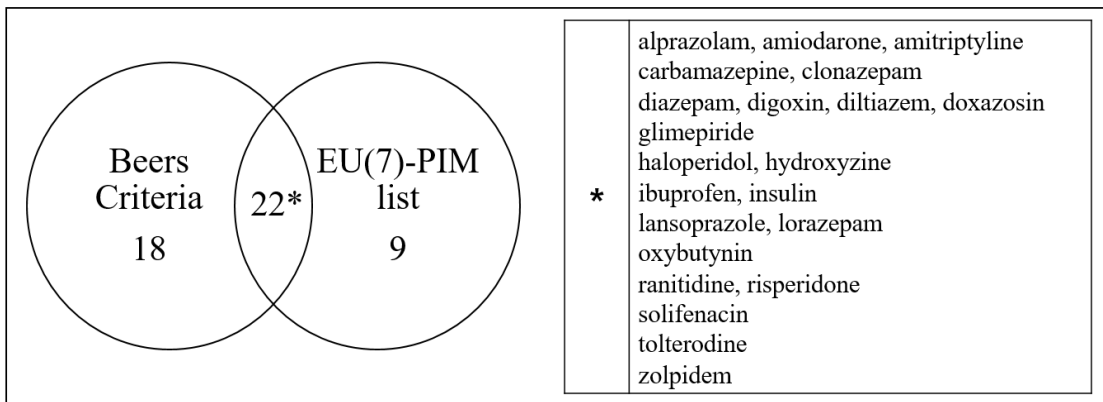 Beers
Criteria
18
22*
EU(7)-PIM
list
9
*
alprazolam, amiodarone, amitriptyline
carbamazepine, clonazepam
diazepam, digoxin, diltiazem, doxazosin
glimepiride
haloperidol, hydroxyzine
ibuprofen, insulin
lansoprazole, lorazepam
oxybutynin
ranitidine, risperidone
solifenacin
tolterodine
zolpidem